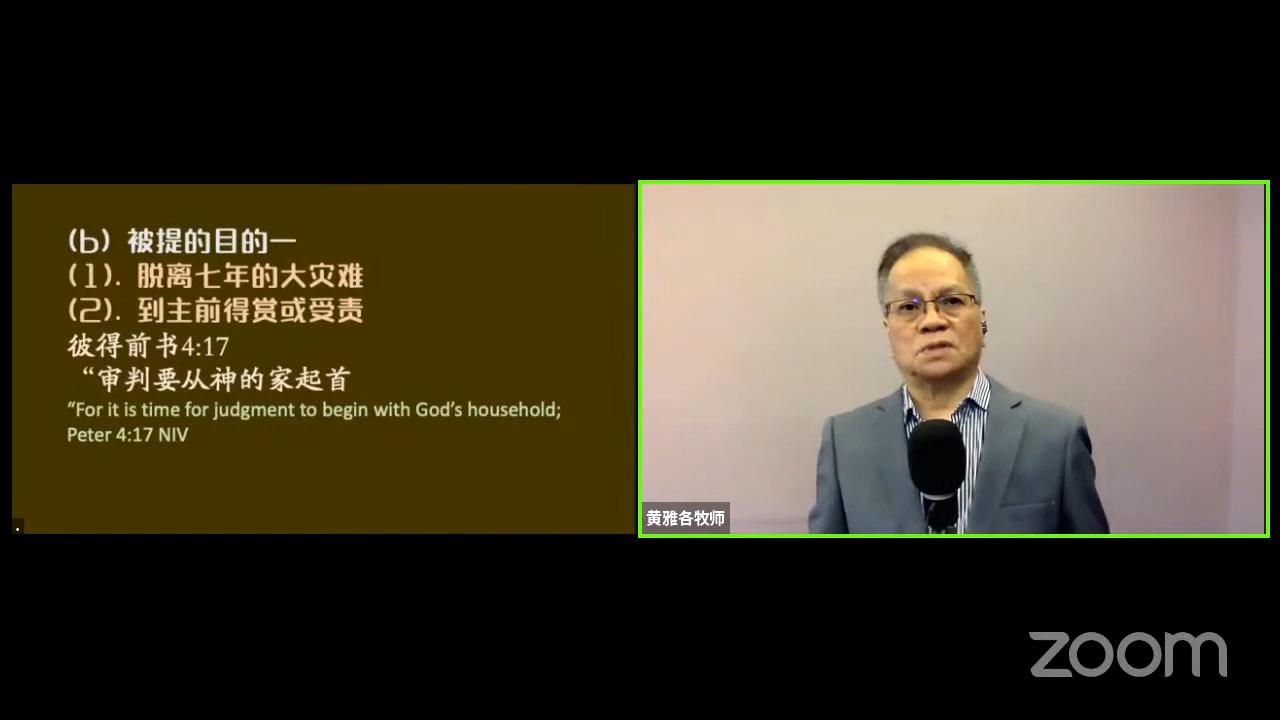 (b) 被提的目的一
(1). 脱离七年的大灾难
(2). 到主前得赏或受责
彼得前书4:17
“审判要从神的家起首
“For it is time for judgment to begin with God’s household;
Peter 4:17 NIV
.
黄雅各牧师
zoom